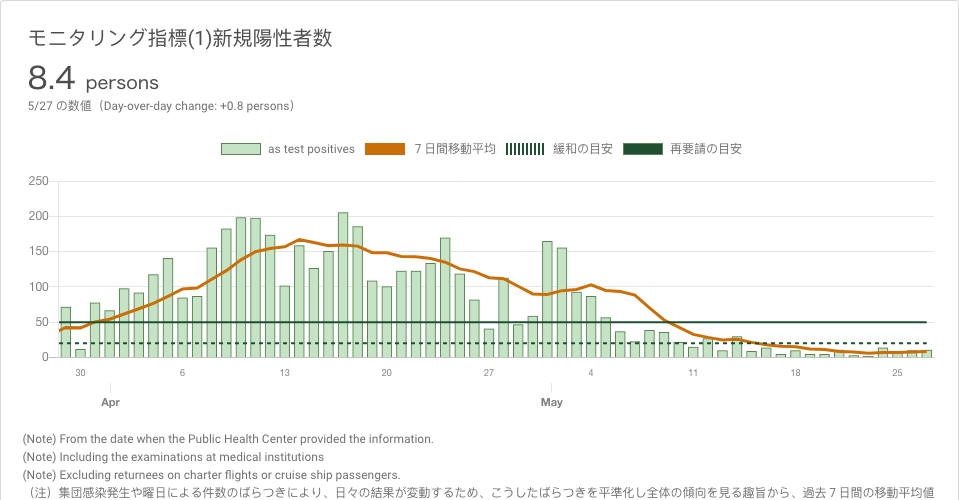 モニタリング指標(1)新規陽性者数
8.4 persons
5/27 の数値（Day-over-day change: +0.8 persons）
as test positives 7 日間移動平均 緩和の目安 再要請の目安
250
200
150
100
50
0
30 6 13 20 27 4 11 18 25
Apr May
(Note) From the date when the Public Health Center provided the information.
(Note) Including the examinations at medical institutions
(Note) Excluding returnees on charter flights or cruise ship passengers.
（注）集団感染発生や曜日による件数のばらつきにより、日々の結果が変動するため、こうしたばらつきを平準化し全体の傾向を見る趣旨から、過去７日間の移動平均値